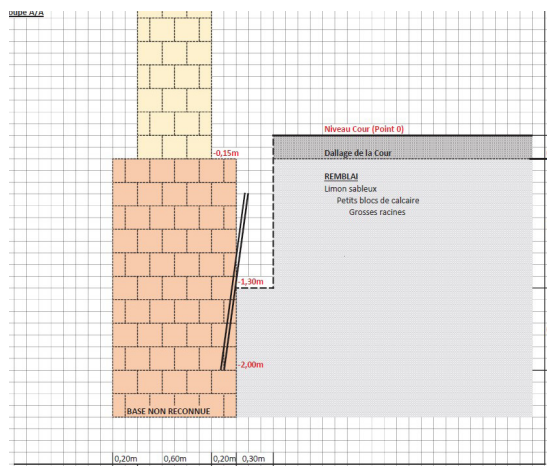 oupe A/A
Niveau Cour (Point 0)
-0,15m
Dallage de la Cour
REMBLAI
Limon sableux
Petits blocs de calcaire
Grosses racines
-1,30m
-2,00m
BASE NON RECONNUE
0,20m 0,60m 0,20m 0,30m